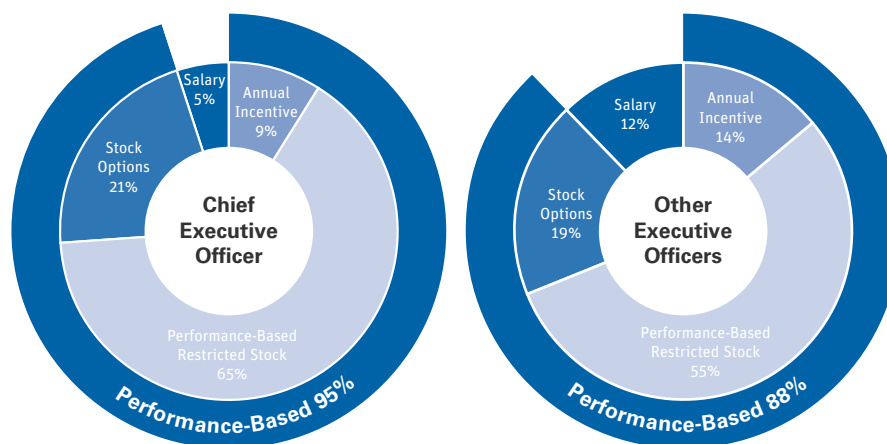 Salary
5%
Annual
Incentive
9%
Stock
Options
21%
Chief
Executive
Officer
Performance-Based
Restricted Stock
65%
Performance-Based 95%
Salary
12%
Annual
Incentive
14%
Stock
Options
19%
Other
Executive
Officers
Performance-Based
Restricted Stock
55%
Performance-Based 88%